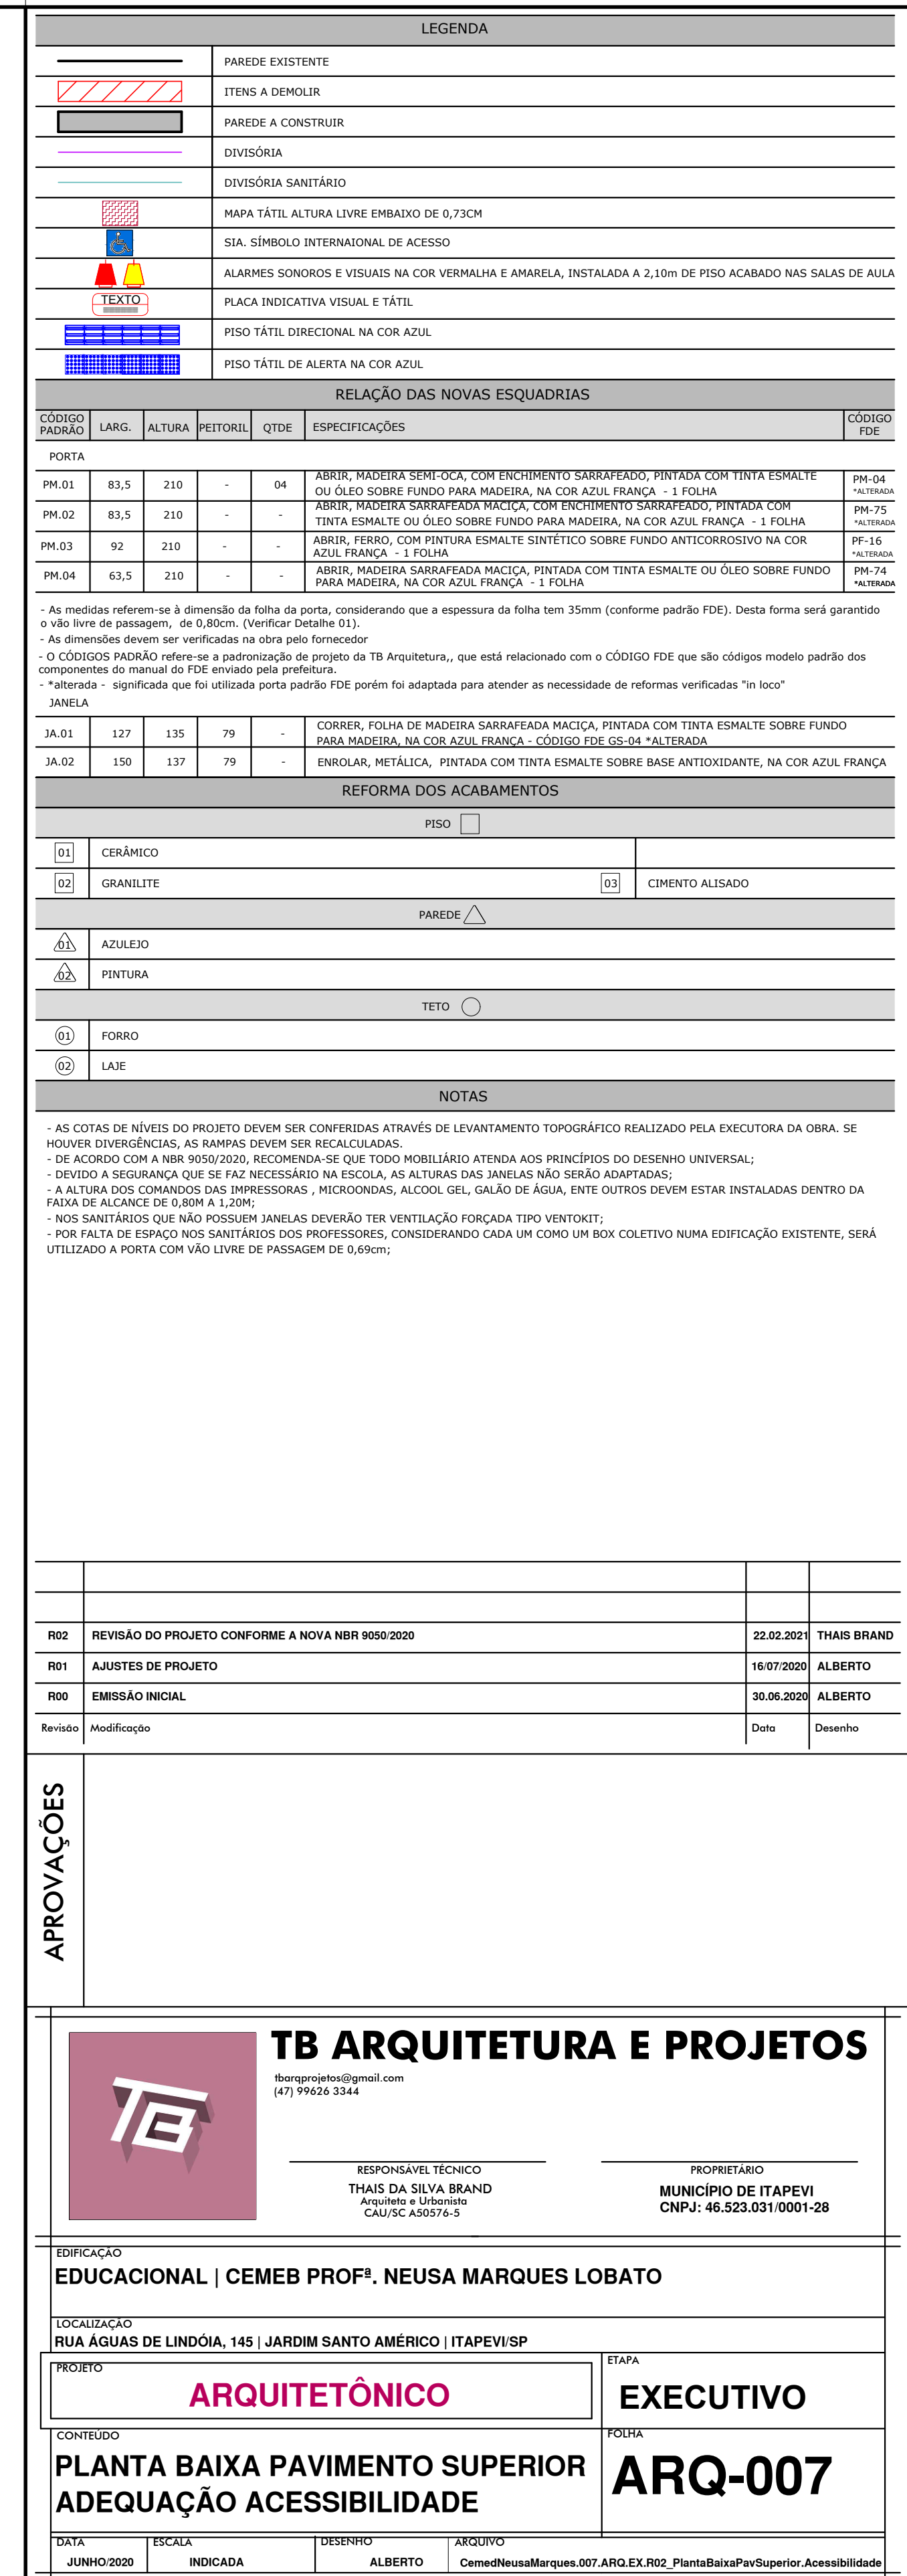 LEGENDA
PAREDE EXISTENTE
ITENS A DEMOLIR
PAREDE A CONSTRUIR
DIVISÓRIA
DIVISÓRIA SANITÁRIO
MAPA TÁTIL ALTURA LIVRE EMBAIXO DE 0,73CM
SIA. SÍMBOLO INTERNAIONAL DE ACESSO
ALARMES SONOROS E VISUAIS NA COR VERMALHA E AMARELA, INSTALADA A 2,10m DE PISO ACABADO NAS SALAS DE AULA
TEXTO
PLACA INDICATIVA VISUAL E TÁTIL
PISO TÁTIL DIRECIONAL NA COR AZUL
PISO TÁTIL DE ALERTA NA COR AZUL
RELAÇÃO DAS NOVAS ESQUADRIAS
CÓDIGO PADRÃO LARG. ALTURA PEITORIL QTDE ESPECIFICAÇÕES CÓDIGO FDE
PORTA
PM.01 83,5 210 - 04 ABRIR, MADEIRA SEMI-OCA, COM ENCHIMENTO SARRAFEADO, PINTADA COM TINTA ESMALTE
OU ÓLEO SOBRE FUNDO PARA MADEIRA, NA COR AZUL FRANÇA - 1 FOLHA PM-04 *ALTERADA
PM.02 83,5 210 - - ABRIR, MADEIRA SARRAFEADA MACIÇA, COM ENCHIMENTO SARRAFEADO, PINTADA COM
TINTA ESMALTE OU ÓLEO SOBRE FUNDO PARA MADEIRA, NA COR AZUL FRANÇA - 1 FOLHA PM-75 *ALTERADA
PM.03 92 210 - - ABRIR, FERRO, COM PINTURA ESMALTE SINTÉTICO SOBRE FUNDO ANTICORROSIVO NA COR
AZUL FRANÇA - 1 FOLHA PF-16 *ALTERADA
PM.04 63,5 210 - - ABRIR, MADEIRA SARRAFEADA MACIÇA, PINTADA COM TINTA ESMALTE OU ÓLEO SOBRE FUNDO
PARA MADEIRA, NA COR AZUL FRANÇA - 1 FOLHA PM-74 *ALTERADA
- As medidas referem-se à dimensão da folha da porta, considerando que a espessura da folha tem 35mm (conforme padrão FDE). Desta forma será garantido
o vão livre de passagem, de 0,80cm. (Verificar Detalhe 01).
- As dimensões devem ser verificadas na obra pelo fornecedor
- O CÓDIGOS PADRÃO refere-se a padronização de projeto da TB Arquitetura,, que está relacionado com o CÓDIGO FDE que são códigos modelo padrão dos
componentes do manual do FDE enviado pela prefeitura.
- *alterada - significada que foi utilizada porta padrão FDE porém foi adaptada para atender as necessidade de reformas verificadas "in loco"
JANELA
JA.01 127 135 79 - CORRER, FOLHA DE MADEIRA SARRAFEADA MACIÇA, PINTADA COM TINTA ESMALTE SOBRE FUNDO
PARA MADEIRA, NA COR AZUL FRANÇA - CÓDIGO FDE GS-04 *ALTERADA
JA.02 150 137 79 - ENROLAR, METÁLICA, PINTADA COM TINTA ESMALTE SOBRE BASE ANTIOXIDANTE, NA COR AZUL FRANÇA
REFORMA DOS ACABAMENTOS
PISO
01 CERÂMICO
02 GRANILITE 03 CIMENTO ALISADO
PAREDE
01 AZULEJO
02 PINTURA
TETO
01 FORRO
02 LAJE
NOTAS
- AS COTAS DE NÍVEIS DO PROJETO DEVEM SER CONFERIDAS ATRAVÉS DE LEVANTAMENTO TOPOGRÁFICO REALIZADO PELA EXECUTORA DA OBRA. SE
HOUVER DIVERGÊNCIAS, AS RAMPAS DEVEM SER RECALCULADAS.
- DE ACORDO COM A NBR 9050/2020, RECOMENDA-SE QUE TODO MOBILIÁRIO ATENDA AOS PRINCÍPIOS DO DESENHO UNIVERSAL;
- DEVIDO A SEGURANÇA QUE SE FAZ NECESSÁRIO NA ESCOLA, AS ALTURAS DAS JANELAS NÃO SERÃO ADAPTADAS;
- A ALTURA DOS COMANDOS DAS IMPRESSORAS , MICROONDAS, ALCOOL GEL, GALÃO DE ÁGUA, ENTE OUTROS DEVEM ESTAR INSTALADAS DENTRO DA
FAIXA DE ALCANCE DE 0,80M A 1,20M;
- NOS SANITÁRIOS QUE NÃO POSSUEM JANELAS DEVERÃO TER VENTILAÇÃO FORÇADA TIPO VENTOKIT;
- POR FALTA DE ESPAÇO NOS SANITÁRIOS DOS PROFESSORES, CONSIDERANDO CADA UM COMO UM BOX COLETIVO NUMA EDIFICAÇÃO EXISTENTE, SERÁ
UTILIZADO A PORTA COM VÃO LIVRE DE PASSAGEM DE 0,69cm;
R02 REVISÃO DO PROJETO CONFORME A NOVA NBR 9050/2020 22.02.2021 THAIS BRAND
R01 AJUSTES DE PROJETO 16/07/2020 ALBERTO
R00 EMISSÃO INICIAL 30.06.2020 ALBERTO
Revisão Modificação Data Desenho
APROVAÇÕES
TB
TB ARQUITETURA E PROJETOS
tbarqprojetos@gmail.com
(47) 99626 3344
RESPONSÁVEL TÉCNICO PROPRIETÁRIO
THAIS DA SILVA BRAND MUNICÍPIO DE ITAPEVI
Arquiteta e Urbanista
CAU/SC A50576-5 CNPJ: 46.523.031/0001-28
EDIFICAÇÃO
EDUCACIONAL | CEMEB PROFª. NEUSA MARQUES LOBATO
LOCALIZAÇÃO
RUA ÁGUAS DE LINDÓIA, 145 | JARDIM SANTO AMÉRICO | ITAPEVI/SP
PROJETO ETAPA
ARQUITETÔNICO EXECUTIVO
CONTEÚDO FOLHA
PLANTA BAIXA PAVIMENTO SUPERIOR
ADEQUAÇÃO ACESSIBILIDADE ARQ-007
DATA ESCALA DESENHO ARQUIVO
JUNHO/2020 INDICADA ALBERTO CemedNeusaMarques.007.ARQ.EX.R02_PlantaBaixaPavSuperior.Acessibilidade